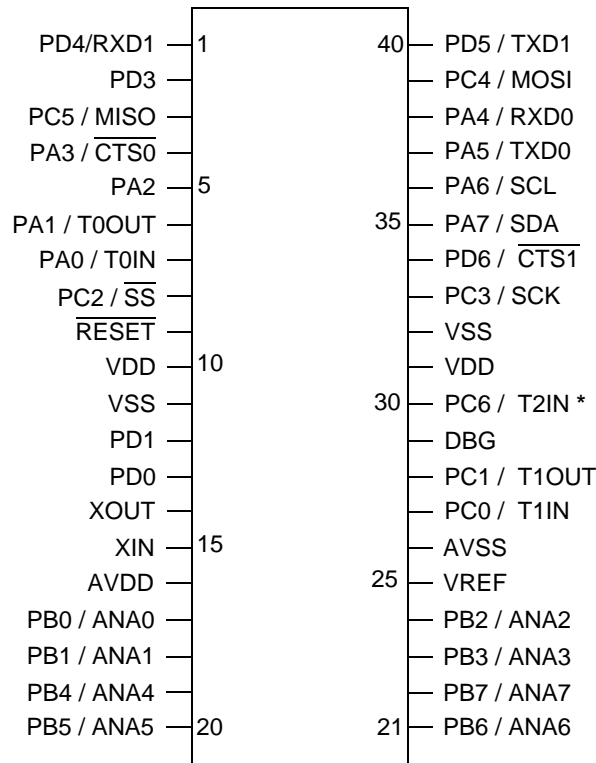 PD4/RXD1 1 40 PD5 / TXD1
PD3 PC4 / MOSI
PC5 / MISO PA4 / RXD0
PA3 / CTS0 PA5 / TXD0
PA2 5 PA6 / SCL
PA1 / T0OUT 35 PA7 / SDA
PA0 / T0IN PD6 / CTS1
PC2 / SS PC3 / SCK
RESET VSS
VDD 10 VDD
VSS 30 PC6 / T2IN *
PD1 DBG
PD0 PC1 / T1OUT
XOUT PC0 / T1IN
XIN 15 AVSS
AVDD 25 VREF
PB0 / ANA0 PB2 / ANA2
PB1 / ANA1 PB3 / ANA3
PB4 / ANA4 PB7 / ANA7
PB5 / ANA5 20 21 PB6 / ANA6